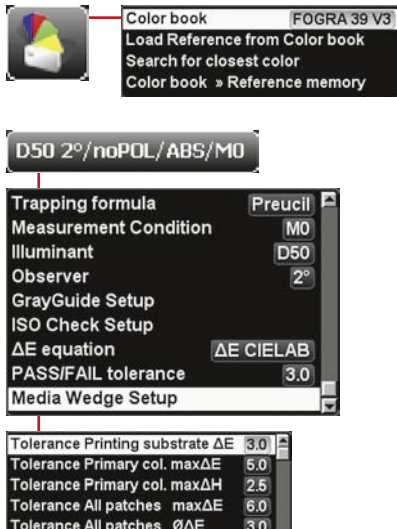 Color book FOGRA 39 V3
Load Reference from Color book
Search for closest color
Color book » Reference memory
D50 2°/noPOL/ABS/M0
Trapping formula Preucil
Measurement Condition M0
Illuminant D50
Observer 2°
GrayGuide Setup
ISO Check Setup
ΔE equation ΔE CIELAB
PASS/FAIL tolerance 3.0
Media Wedge Setup
Tolerance Printing substrate ΔE 3.0
Tolerance Primary col. maxΔE 5.0
Tolerance Primary col. maxΔH 2.5
Tolerance All patches maxΔE 6.0
Tolerance All patches ØΔE 3.0